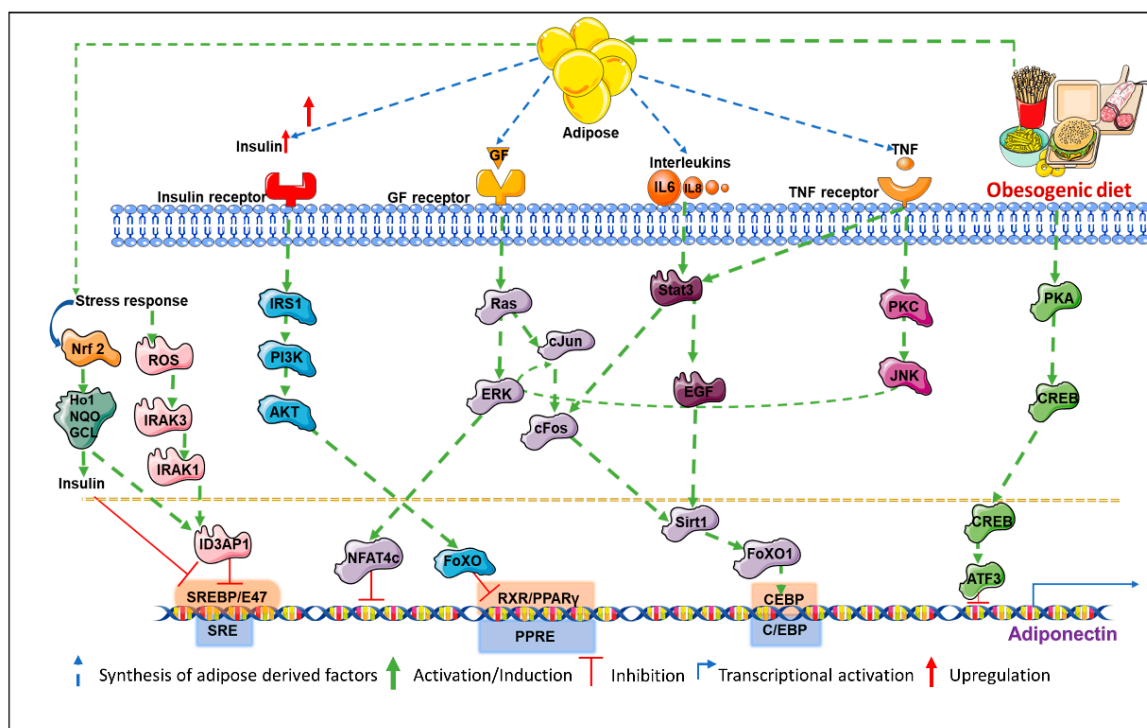 Adipose
Insulin
GF
Interleukins
TNF
IL6
IL8
Insulin receptor
GF receptor
TNF receptor
Obesogenic diet
Stress response
IRS1
Ras
Stat3
PKC
PKA
Nrf 2
ROS
PI3K
cJun
JNK
Ho1
NQO
GCL
IRAK3
AKT
ERK
EGF
CREB
cFos
IRAK1
Insulin
ID3AP1
NFAT4c
FoXO
Sirt1
FoXO1
CREB
ATF3
SREBP/E47
RXR/PPARγ
CEBP
SRE
PPRE
C/EBP
Adiponectin
Synthesis of adipose derived factors
Activation/Induction
Inhibition
Transcriptional activation
Upregulation